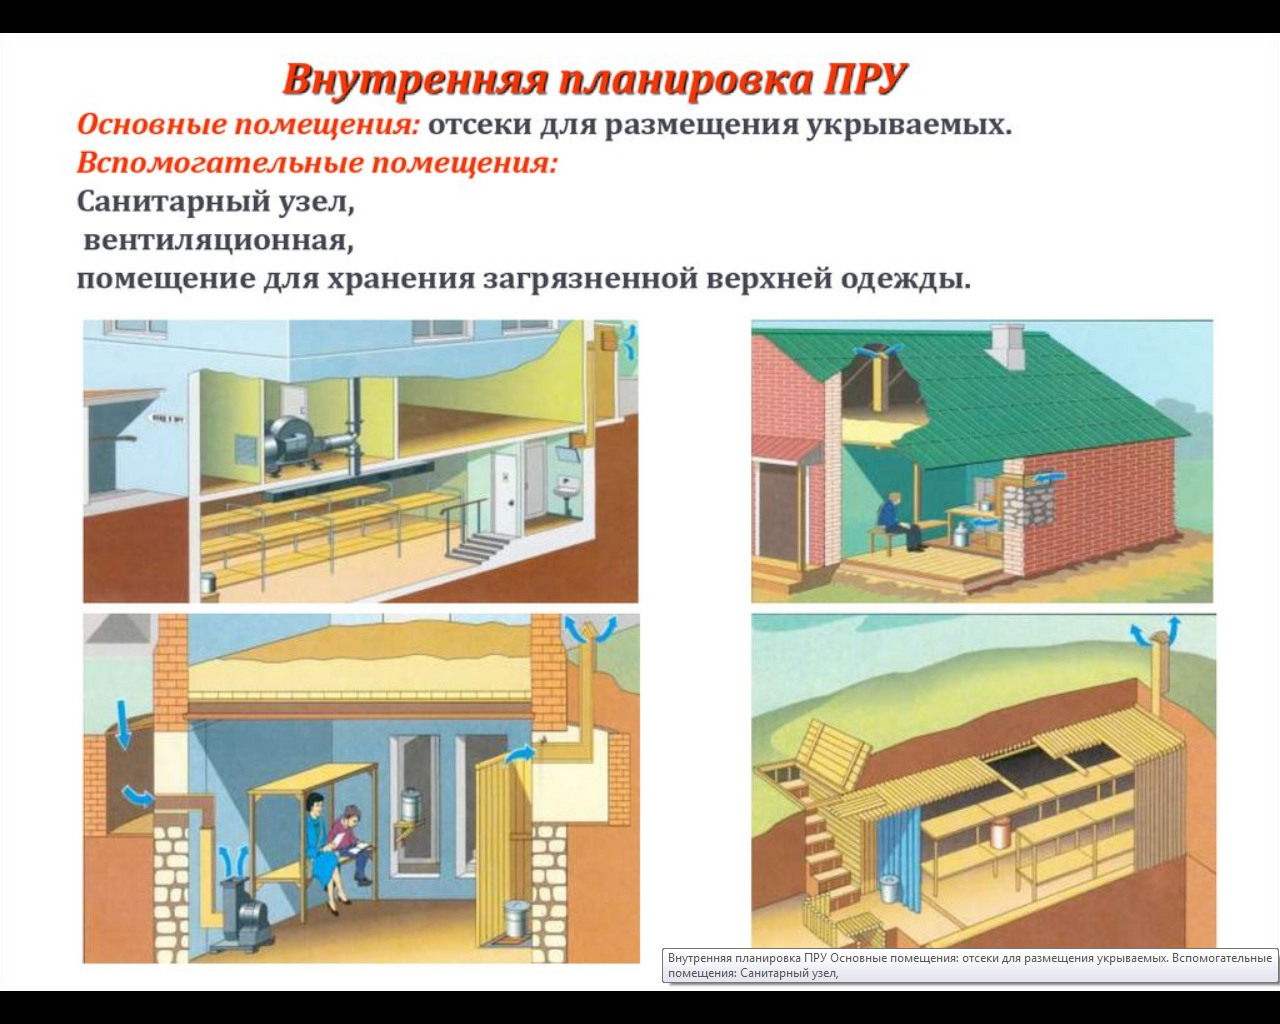 Внутренняя планировка ПРУ
Основные помещения: отсеки для размещения укрываемых.
Вспомогательные помещения:
Санитарный узел,
вентиляционная,
помещение для хранения загрязненной верхней одежды.
Внутренняя планировка ПРУ Основные помещения: отсеки для размещения укрываемых. Вспомогательные
помещения: Санитарный узел,